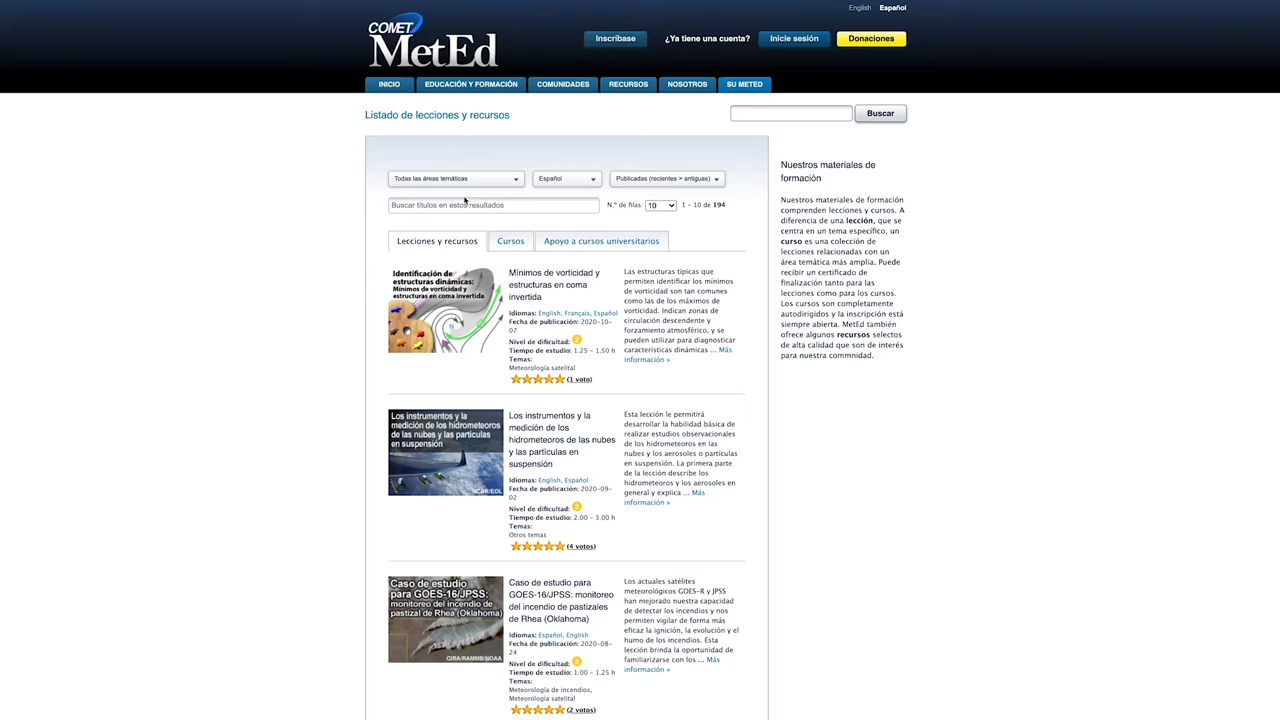 English Español
COMET
MetEd
Inscríbase ¿Ya tiene una cuenta? Inicie sesión Donaciones
INICIO EDUCACIÓN Y FORMACIÓN COMUNIDADES RECURSOS NOSOTROS SU METED
Listado de lecciones y recursos
Buscar
Todas las áreas temáticas Español Publicadas (recientes > antiguas)
Buscar títulos en estos resultados N.º de filas: 10 1 - 10 de 194
Lecciones y recursos Cursos Apoyo a cursos universitarios
Identificación de
estructuras dinámicas:
Mínimos de vorticidad y
estructuras en coma
invertida
N
Mínimos de vorticidad y
estructuras en coma
invertida
Idiomas: English, Français, Español
Fecha de publicación: 2020-10-
07
Nivel de dificultad: 2
Tiempo de estudio: 1.25 - 1.50 h
Temas:
Meteorología satelital
(1 voto)
Las estructuras típicas que
permiten identificar los mínimos
de vorticidad son tan comunes
como las de los máximos de
vorticidad. Indican zonas de
circulación descendente y
forzamiento atmosférico, y se
pueden utilizar para diagnosticar
características dinámicas ... Más
información »
Los instrumentos y la
medición de los hidrometeoros
de las nubes y las partículas
en suspensión
NCAR/EOL
Los instrumentos y la
medición de los
hidrometeoros de las nubes
y las partículas en
suspensión
Idiomas: English, Español
Fecha de publicación: 2020-09-
02
Nivel de dificultad: 2
Tiempo de estudio: 2.00 - 3.00 h
Temas:
Otros temas
(4 votos)
Esta lección le permitirá
desarrollar la habilidad básica de
realizar estudios observacionales
de los hidrometeoros en las
nubes y los aerosoles o partículas
en suspensión. La primera parte
de la lección describe los
hidrometeoros y los aerosoles en
general y explica ... Más
información »
Caso de estudio
para GOES-16/JPSS:
monitoreo del incendio de
pastizal de Rhea (Oklahoma)
CIRA/RAMMB/NOAA
Caso de estudio para
GOES-16/JPSS: monitoreo
del incendio de pastizales
de Rhea (Oklahoma)
Idiomas: Español, English
Fecha de publicación: 2020-08-
24
Nivel de dificultad: 2
Tiempo de estudio: 1.00 - 1.25 h
Temas:
Meteorología de incendios,
Meteorología satelital
(2 votos)
Los actuales satélites
meteorológicos GOES-R y JPSS
han mejorado nuestra capacidad
de detectar los incendios y nos
permiten vigilar de forma más
eficaz la ignición, la evolución y el
humo de los incendios. Esta
lección brinda la oportunidad de
familiarizarse con los ... Más
información »
Nuestros materiales de
formación
Nuestros materiales de formación
comprenden lecciones y cursos. A
diferencia de una lección, que se
centra en un tema específico, un
curso es una colección de
lecciones relacionadas con un
área temática más amplia. Puede
recibir un certificado de
finalización tanto para las
lecciones como para los cursos.
Los cursos son completamente
autodirigidos y la inscripción está
siempre abierta. MetEd también
ofrece algunos recursos selectos
de alta calidad que son de interés
para nuestra commnidad.